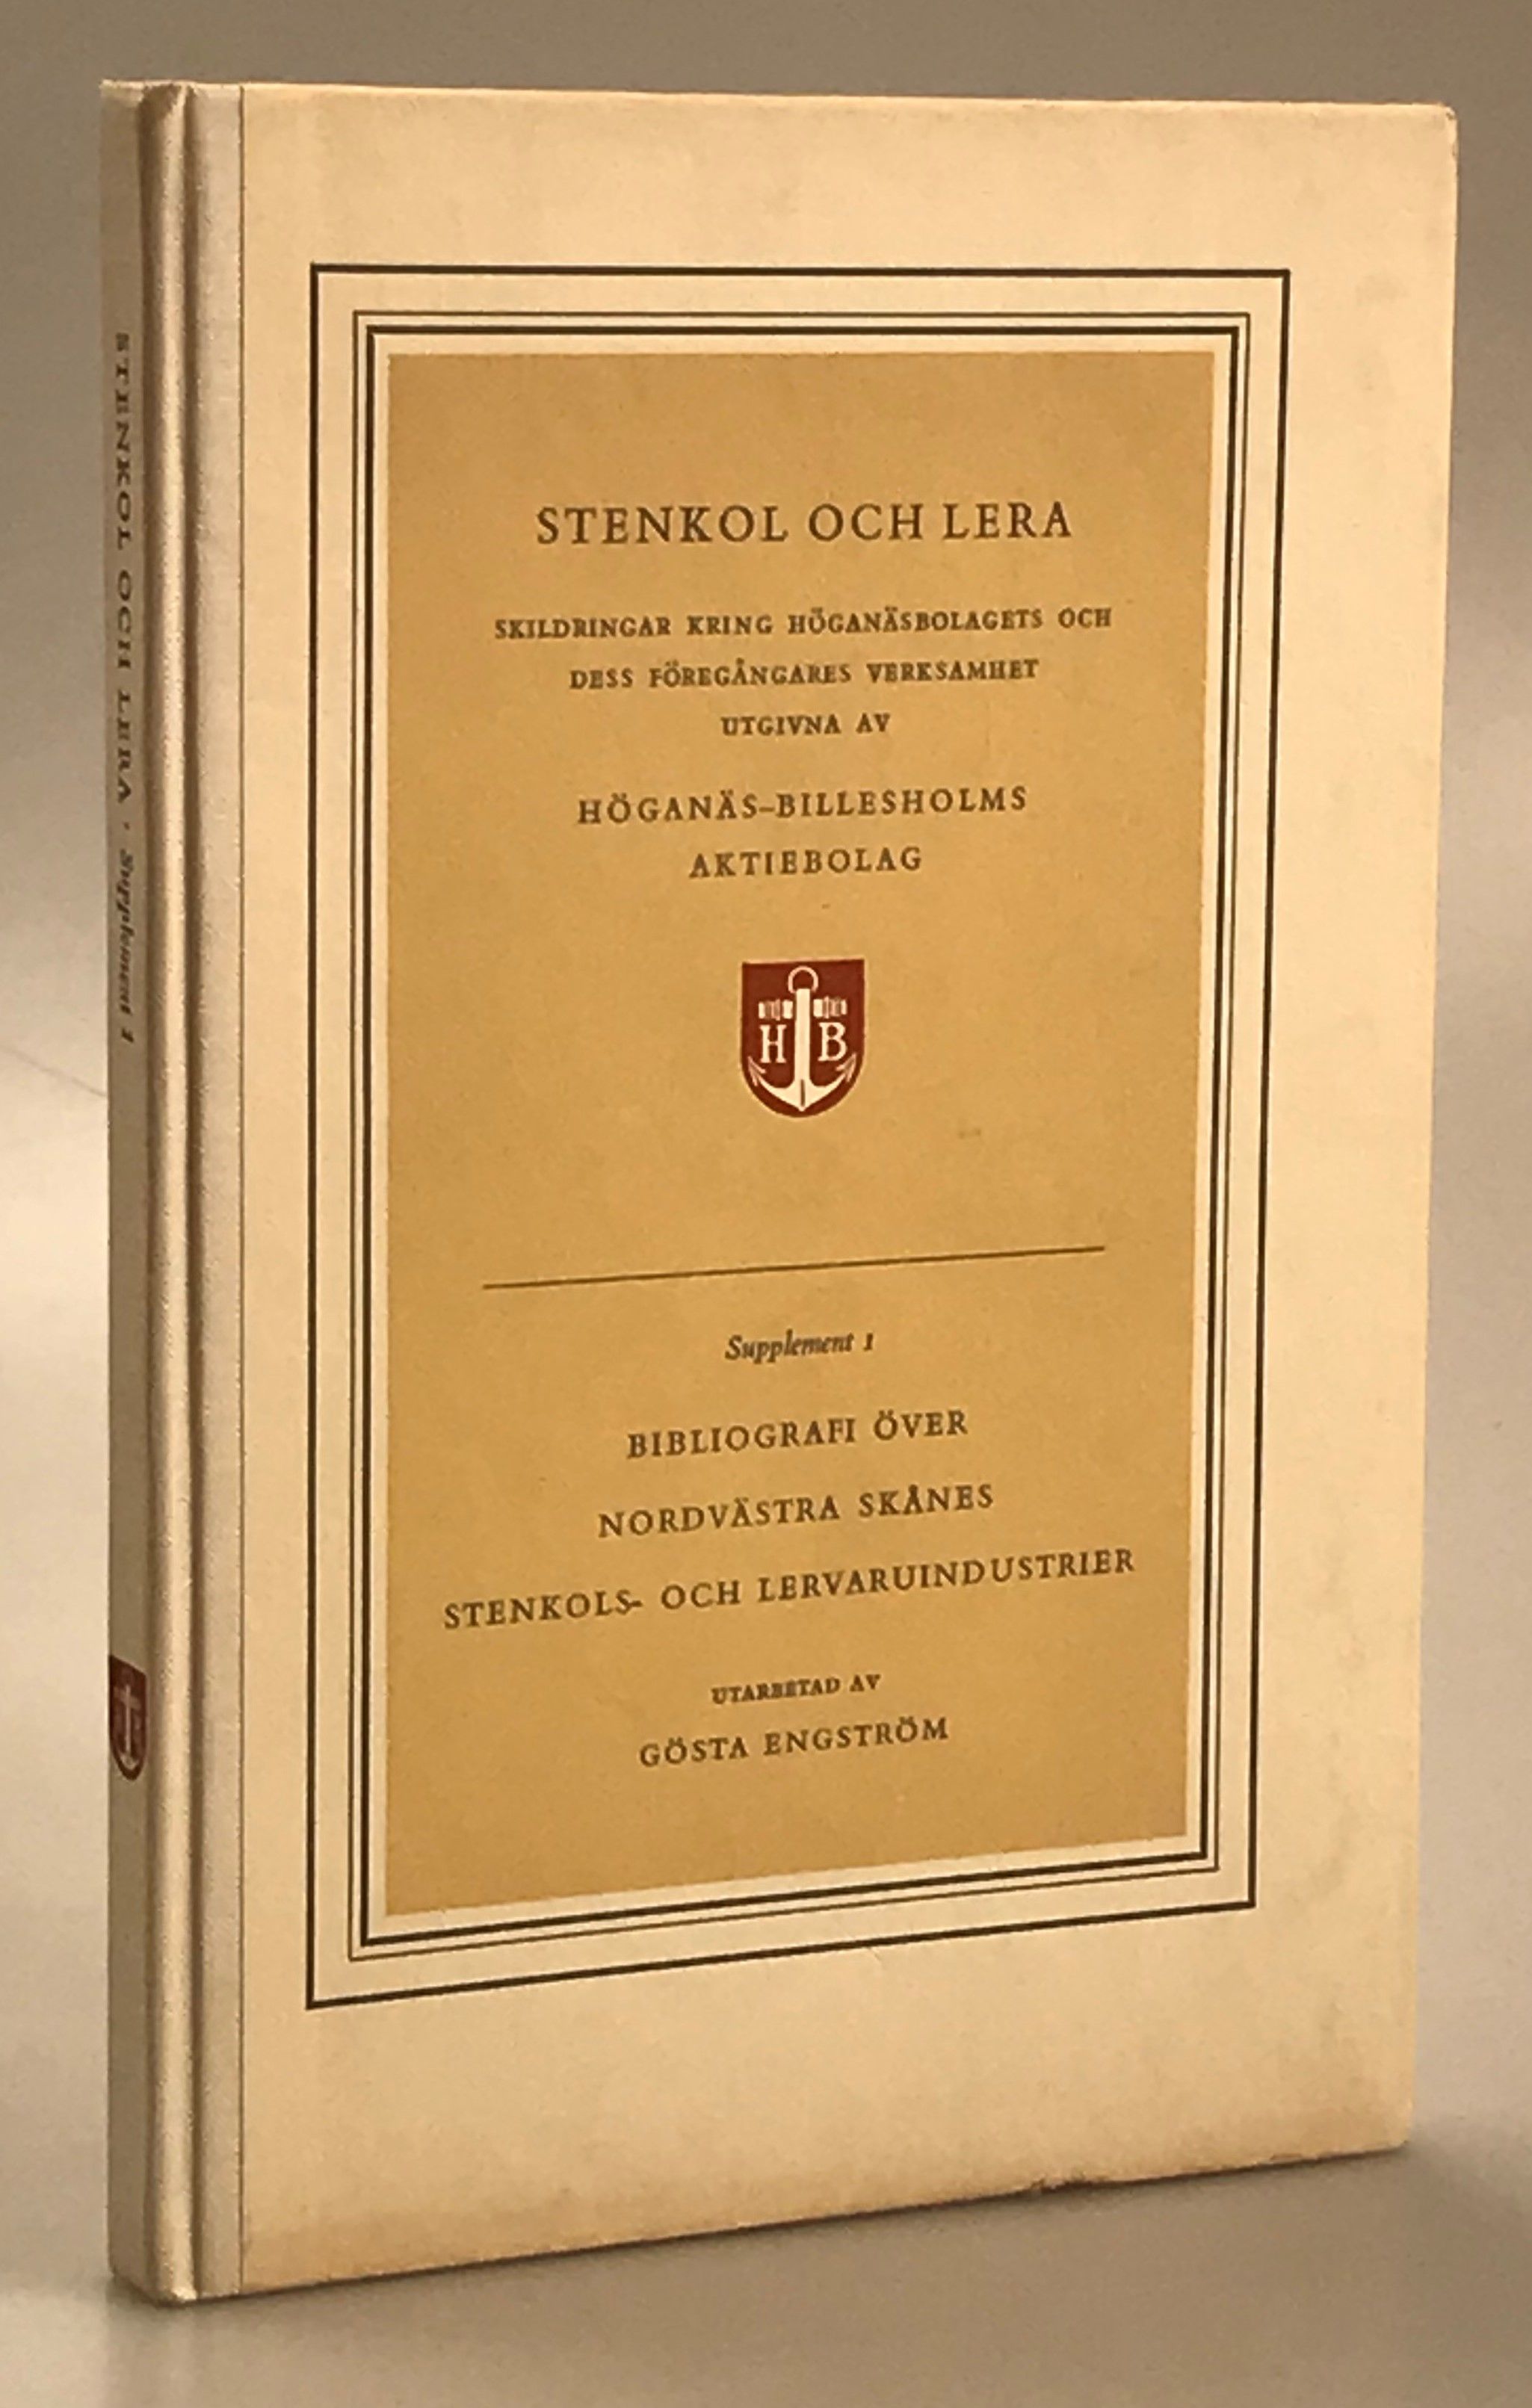 STENKOL OCH LERA · Supplement 1
STENKOL OCH LERA
SKILDRINGAR KRING HÖGANÄSBOLAGETS OCH
DESS FÖREGÅNGARES VERKSAMHET
UTGIVNA AV
HÖGANÄS-BILLESHOLMS
AKTIEBOLAG
H B
Supplement 1
BIBLIOGRAFI ÖVER
NORDVÄSTRA SKÅNES
STENKOLS- OCH LERVARUINDUSTRIER
UTARBETAD AV
GÖSTA ENGSTRÖM